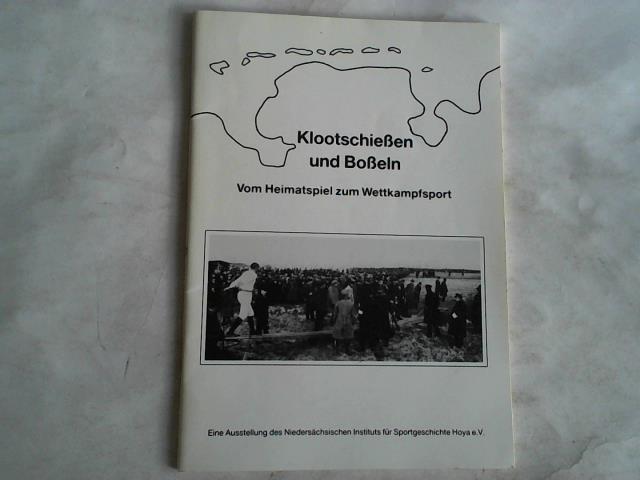 Klootschießen
und Boßeln
Vom Heimatspiel zum Wettkampfsport
Eine Ausstellung des Niedersächsischen Instituts für Sportgeschichte Hoya e.V.